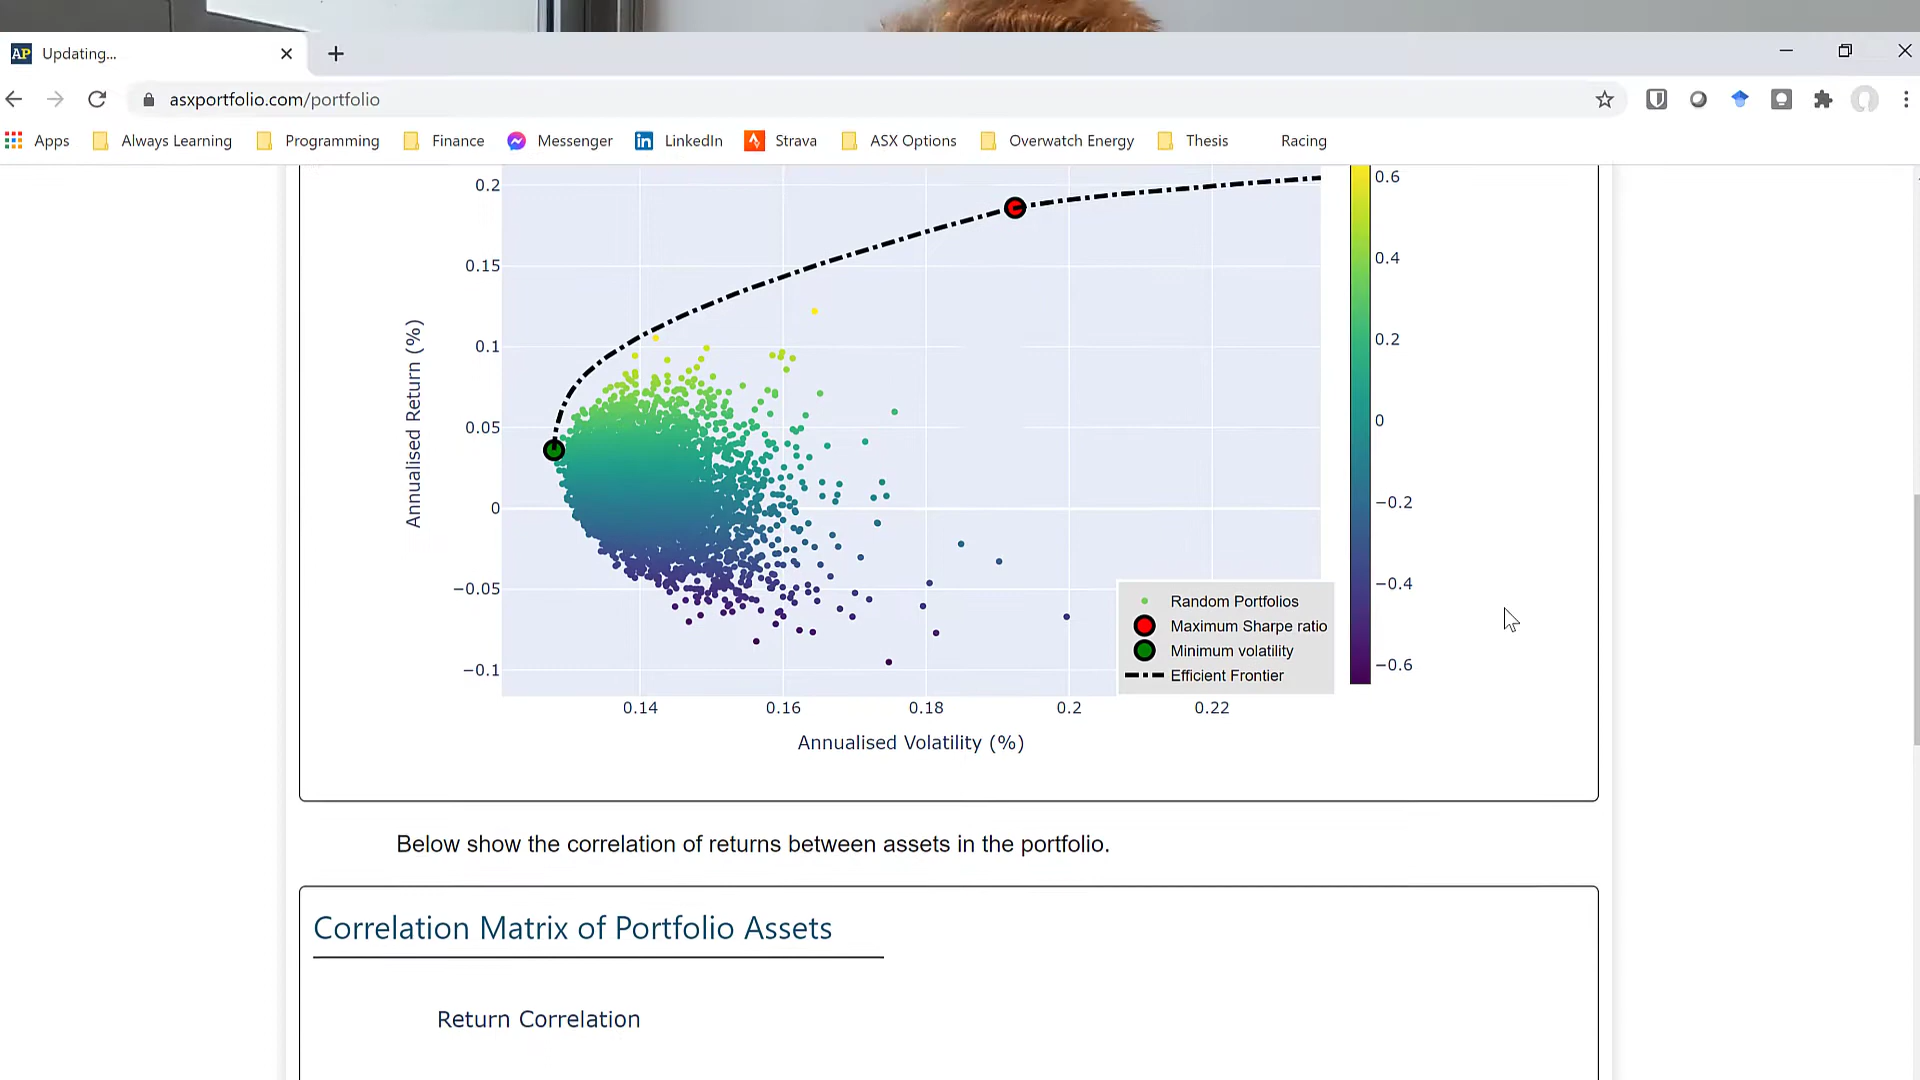 AP Updating...
asxportfolio.com/portfolio
Apps Always Learning Programming Finance Messenger LinkedIn Strava ASX Options Overwatch Energy Thesis Racing
0.2
0.15
0.1
0.05
0
−0.05
−0.1
Annualised Return (%)
0.14 0.16 0.18 0.2 0.22
Annualised Volatility (%)
Random Portfolios
Maximum Sharpe ratio
Minimum volatility
Efficient Frontier
0.6
0.4
0.2
0
−0.2
−0.4
−0.6
Below show the correlation of returns between assets in the portfolio.
Correlation Matrix of Portfolio Assets
Return Correlation